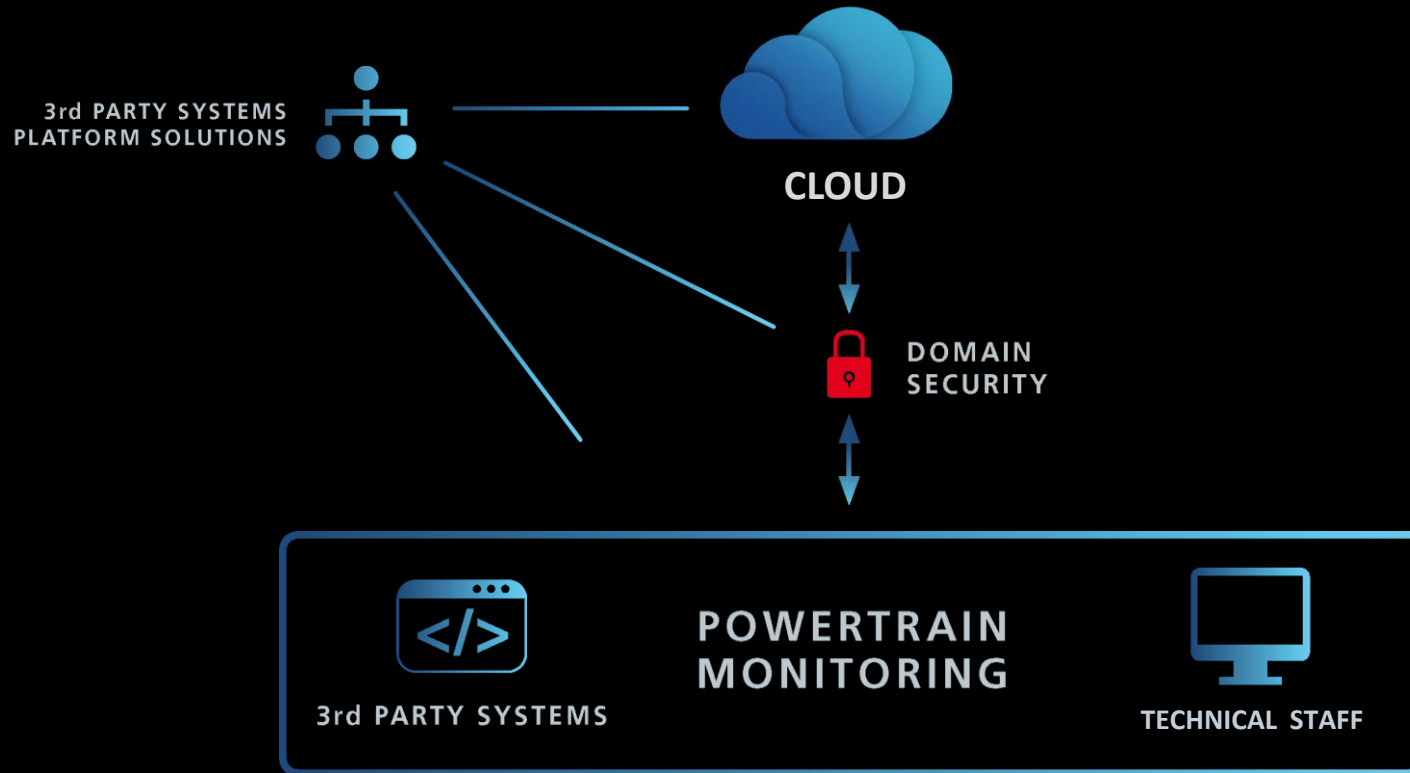 3rd PARTY SYSTEMS
PLATFORM SOLUTIONS
CLOUD
DOMAIN
SECURITY
</>
POWERTRAIN
MONITORING
3rd PARTY SYSTEMS
TECHNICAL STAFF